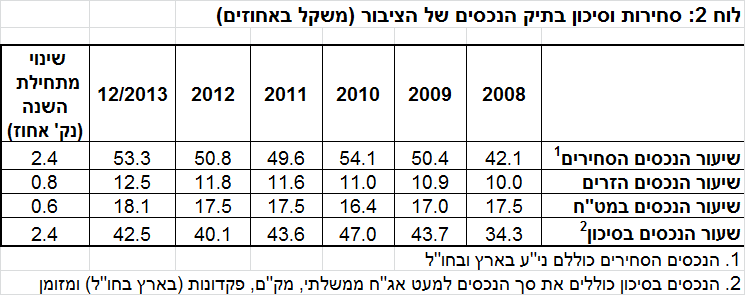 לוח 2: סחירות וסיכון בתיק הנכסים של הציבור (משקל באחוזים)
2008 2009 2010 2011 2012 12/2013 שינוי מתחילת השנה (נק' אחוז)
שיעור הנכסים הסחירים1 42.1 50.4 54.1 49.6 50.8 53.3 2.4
שיעור הנכסים הזרים 10.0 10.9 11.0 11.6 11.8 12.5 0.8
שיעור הנכסים במט"ח 17.5 17.0 16.4 17.5 17.5 18.1 0.6
שעור הנכסים בסיכון2 34.3 43.7 47.0 43.6 40.1 42.5 2.4
1. הנכסים הסחירים כוללים ני"ע בארץ ובחו"ל
2. הנכסים בסיכון כוללים את סך הנכסים למעט אג"ח ממשלתי, מק"ם, פקדונות (בארץ בחו"ל) ומזומן